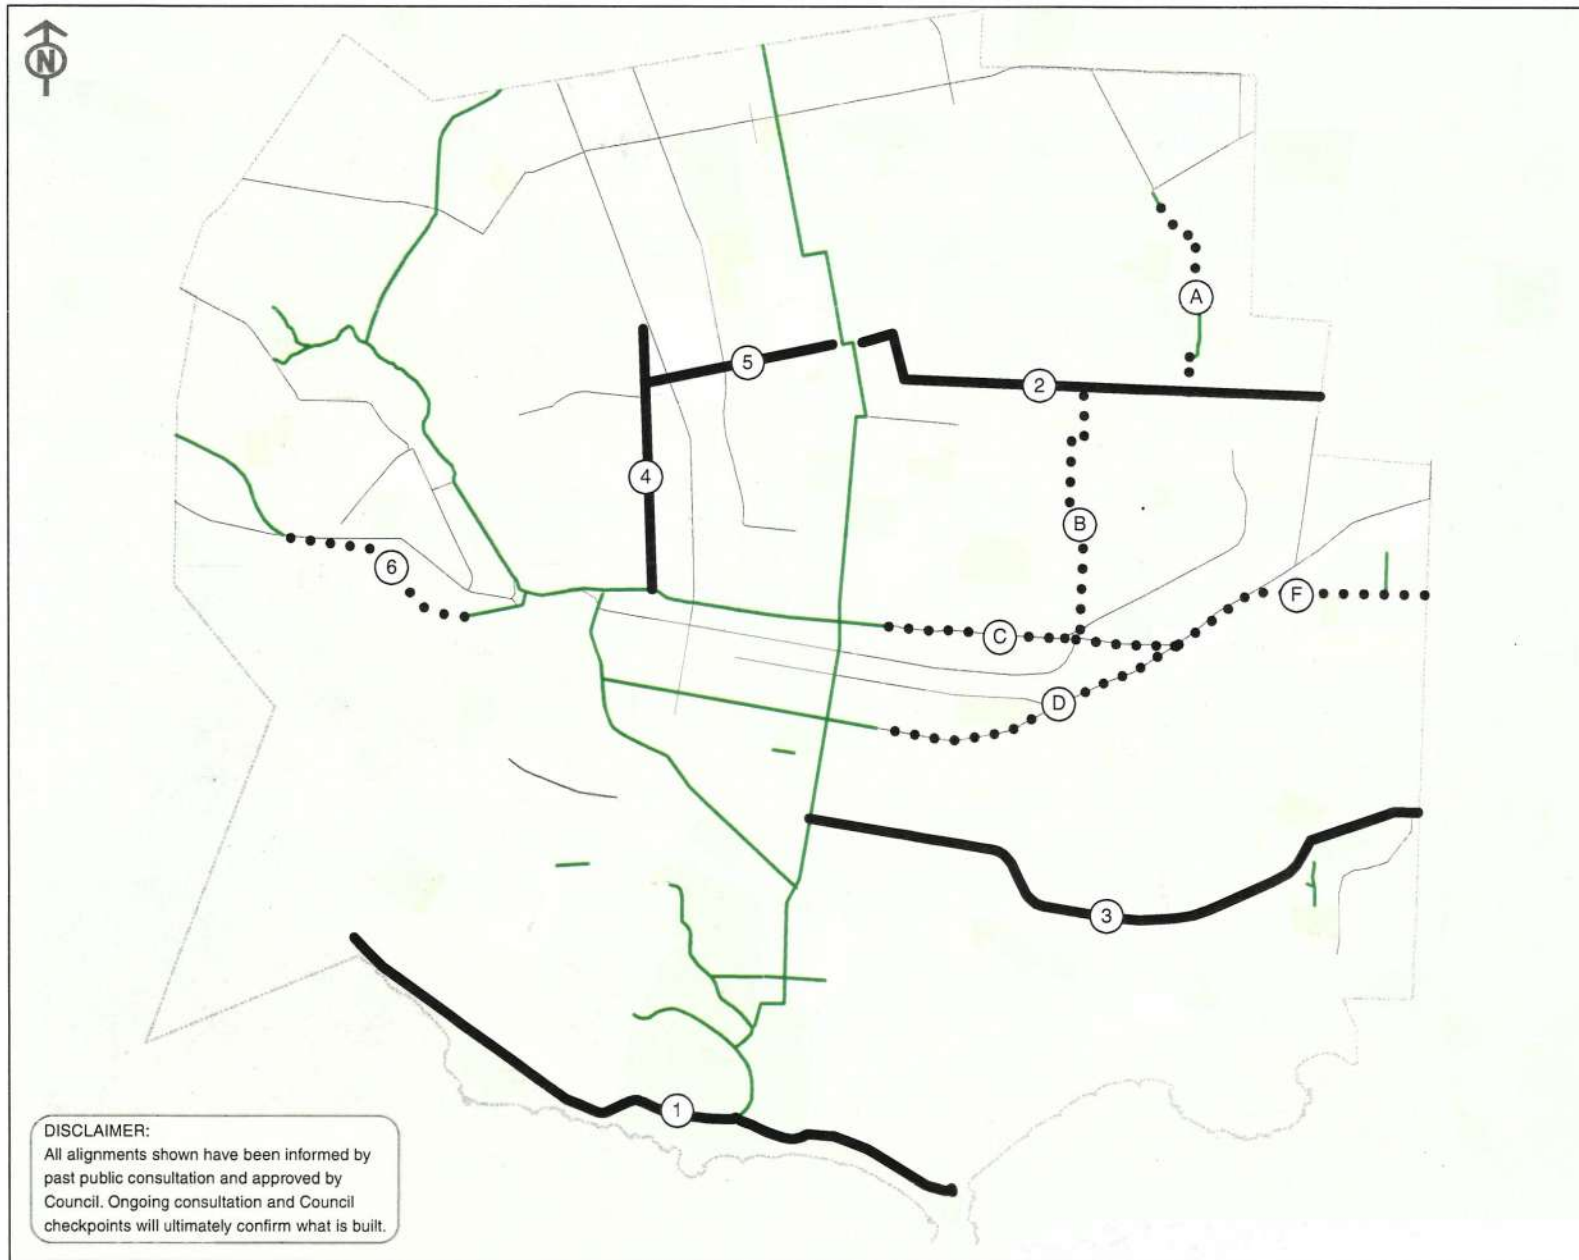 N
A
5
2
4
B
6
F
C
D
3
1
DISCLAIMER:
All alignments shown have been informed by
past public consultation and approved by
Council. Ongoing consultation and Council
checkpoints will ultimately confirm what is built.